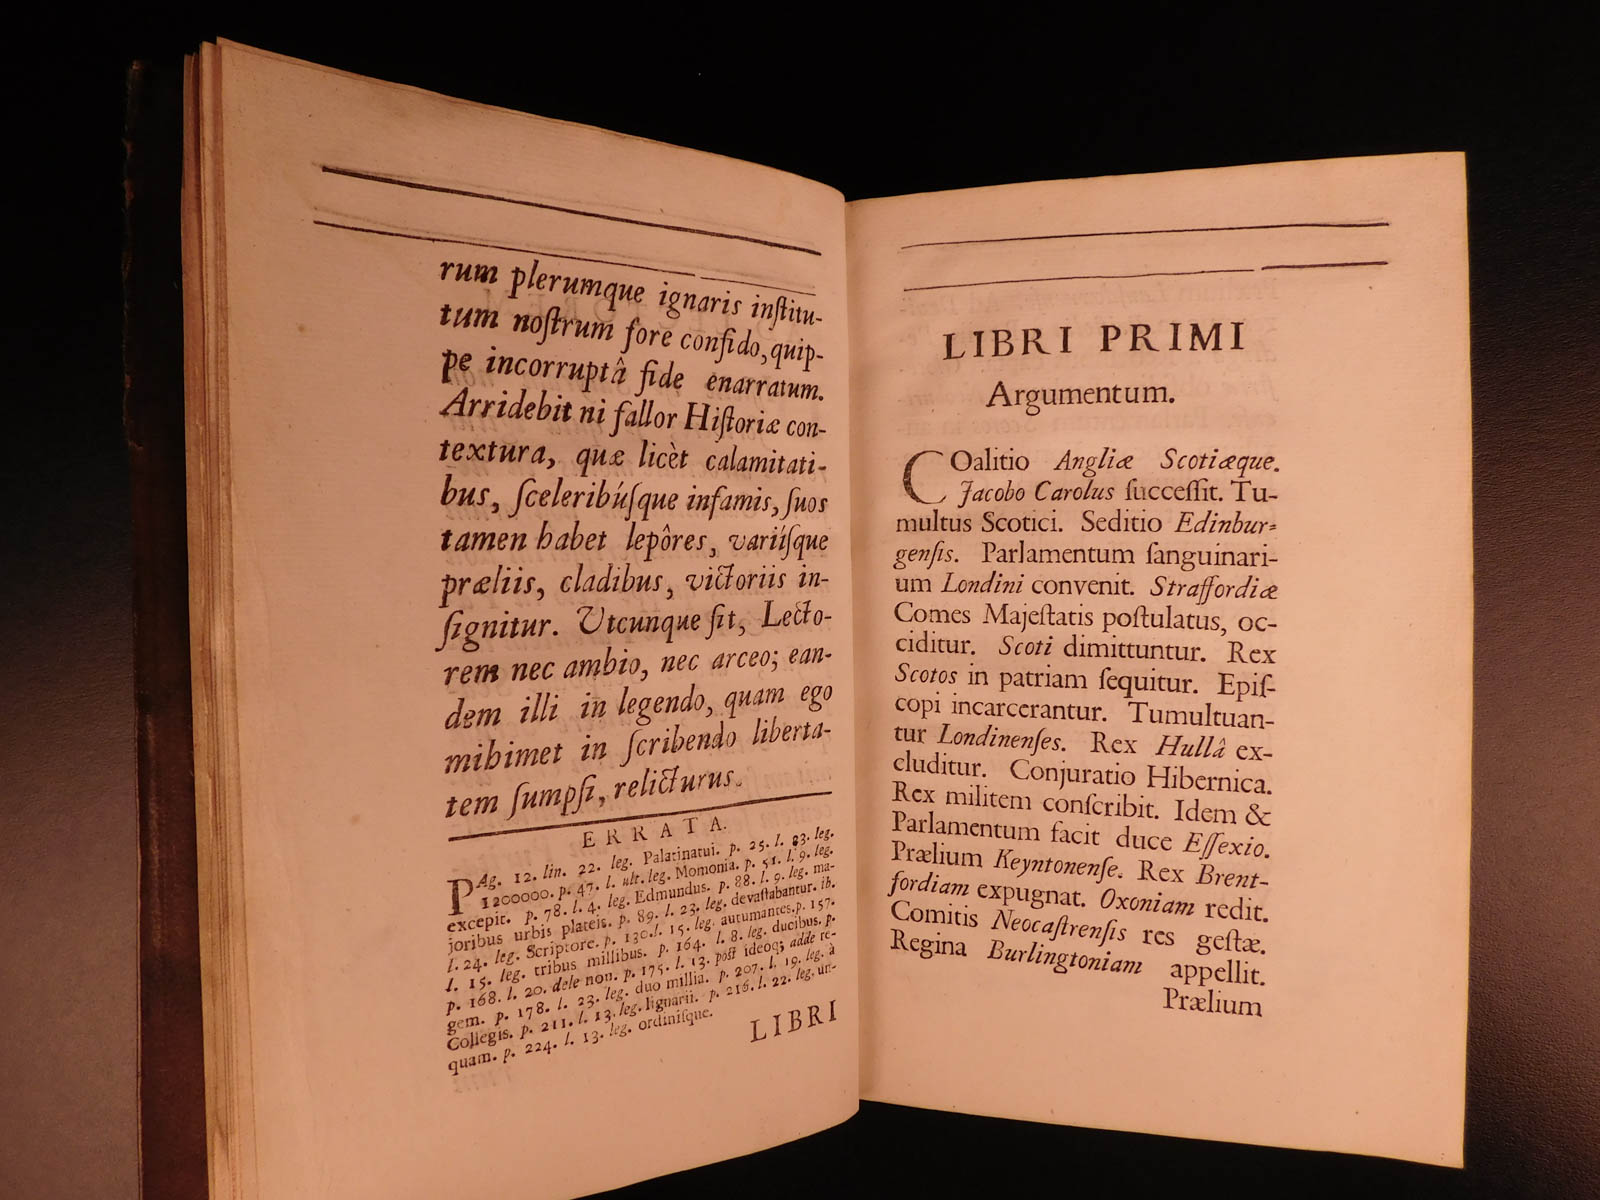 rum plerumque ignaris inſtitu-
tum noſtrum fore confido, quip-
pe incorruptâ fide enarratum.
Arridebit ni fallor Hiſtoriæ con-
textura, quæ licèt calamitati-
bus, ſceleribúſque infamis, ſuos
tamen habet lepôres, variíſque
præliis, cladibus, victoriis in-
ſignitur. Utcunque ſit, Lecto-
rem nec ambio, nec arceo; ean-
dem illi in legendo, quam ego
mihimet in ſcribendo liberta-
tem ſumpſi, relicturus.
ERRATA.
PAg. 12. lin. 22. leg. Palatinatui. p. 25. l. 83. leg.
1200000. p. 47. l. ult. leg. Momonia. p. 51. l. 9. leg.
excepit. p. 78. l. 4. leg. Edmundus. p. 88. l. 9. leg. ma-
joribus urbis plateis. p. 89. l. 23. leg. devaſtabantur. ib.
l. 24. leg. Scriptore. p. 130. l. 15. leg. autumantes. p. 157.
l. 15. leg. tribus millibus. p. 164. l. 8. leg. ducibus. p.
p. 168. l. 20. dele non. p. 175. l. 13. poſt ideoq; adde re-
gem. p. 178. l. 23. leg. duo millia. p. 207. l. 19. leg. à
Collegis. p. 211. l. 13. leg. lignarii. p. 216. l. 22. leg. un-
quam. p. 224. l. 13. leg. ordiniſque.
LIBRI
LIBRI PRIMI
Argumentum.
COalitio Angliæ Scotiæque.
Jacobo Carolus ſucceſſit. Tu-
multus Scotici. Seditio Edinbur-
genſis. Parlamentum ſanguinari-
um Londini convenit. Straffordiæ
Comes Majeſtatis poſtulatus, oc-
ciditur. Scoti dimittuntur. Rex
Scotos in patriam ſequitur. Epiſ-
copi incarcerantur. Tumultuan-
tur Londinenſes. Rex Hullâ ex-
cluditur. Conjuratio Hibernica.
Rex militem conſcribit. Idem &
Parlamentum facit duce Eſſexio.
Prælium Keyntonenſe. Rex Brent-
fordiam expugnat. Oxoniam redit.
Comitis Neocaſtrenſis res geſtæ.
Regina Burlingtoniam appellit.
Prælium